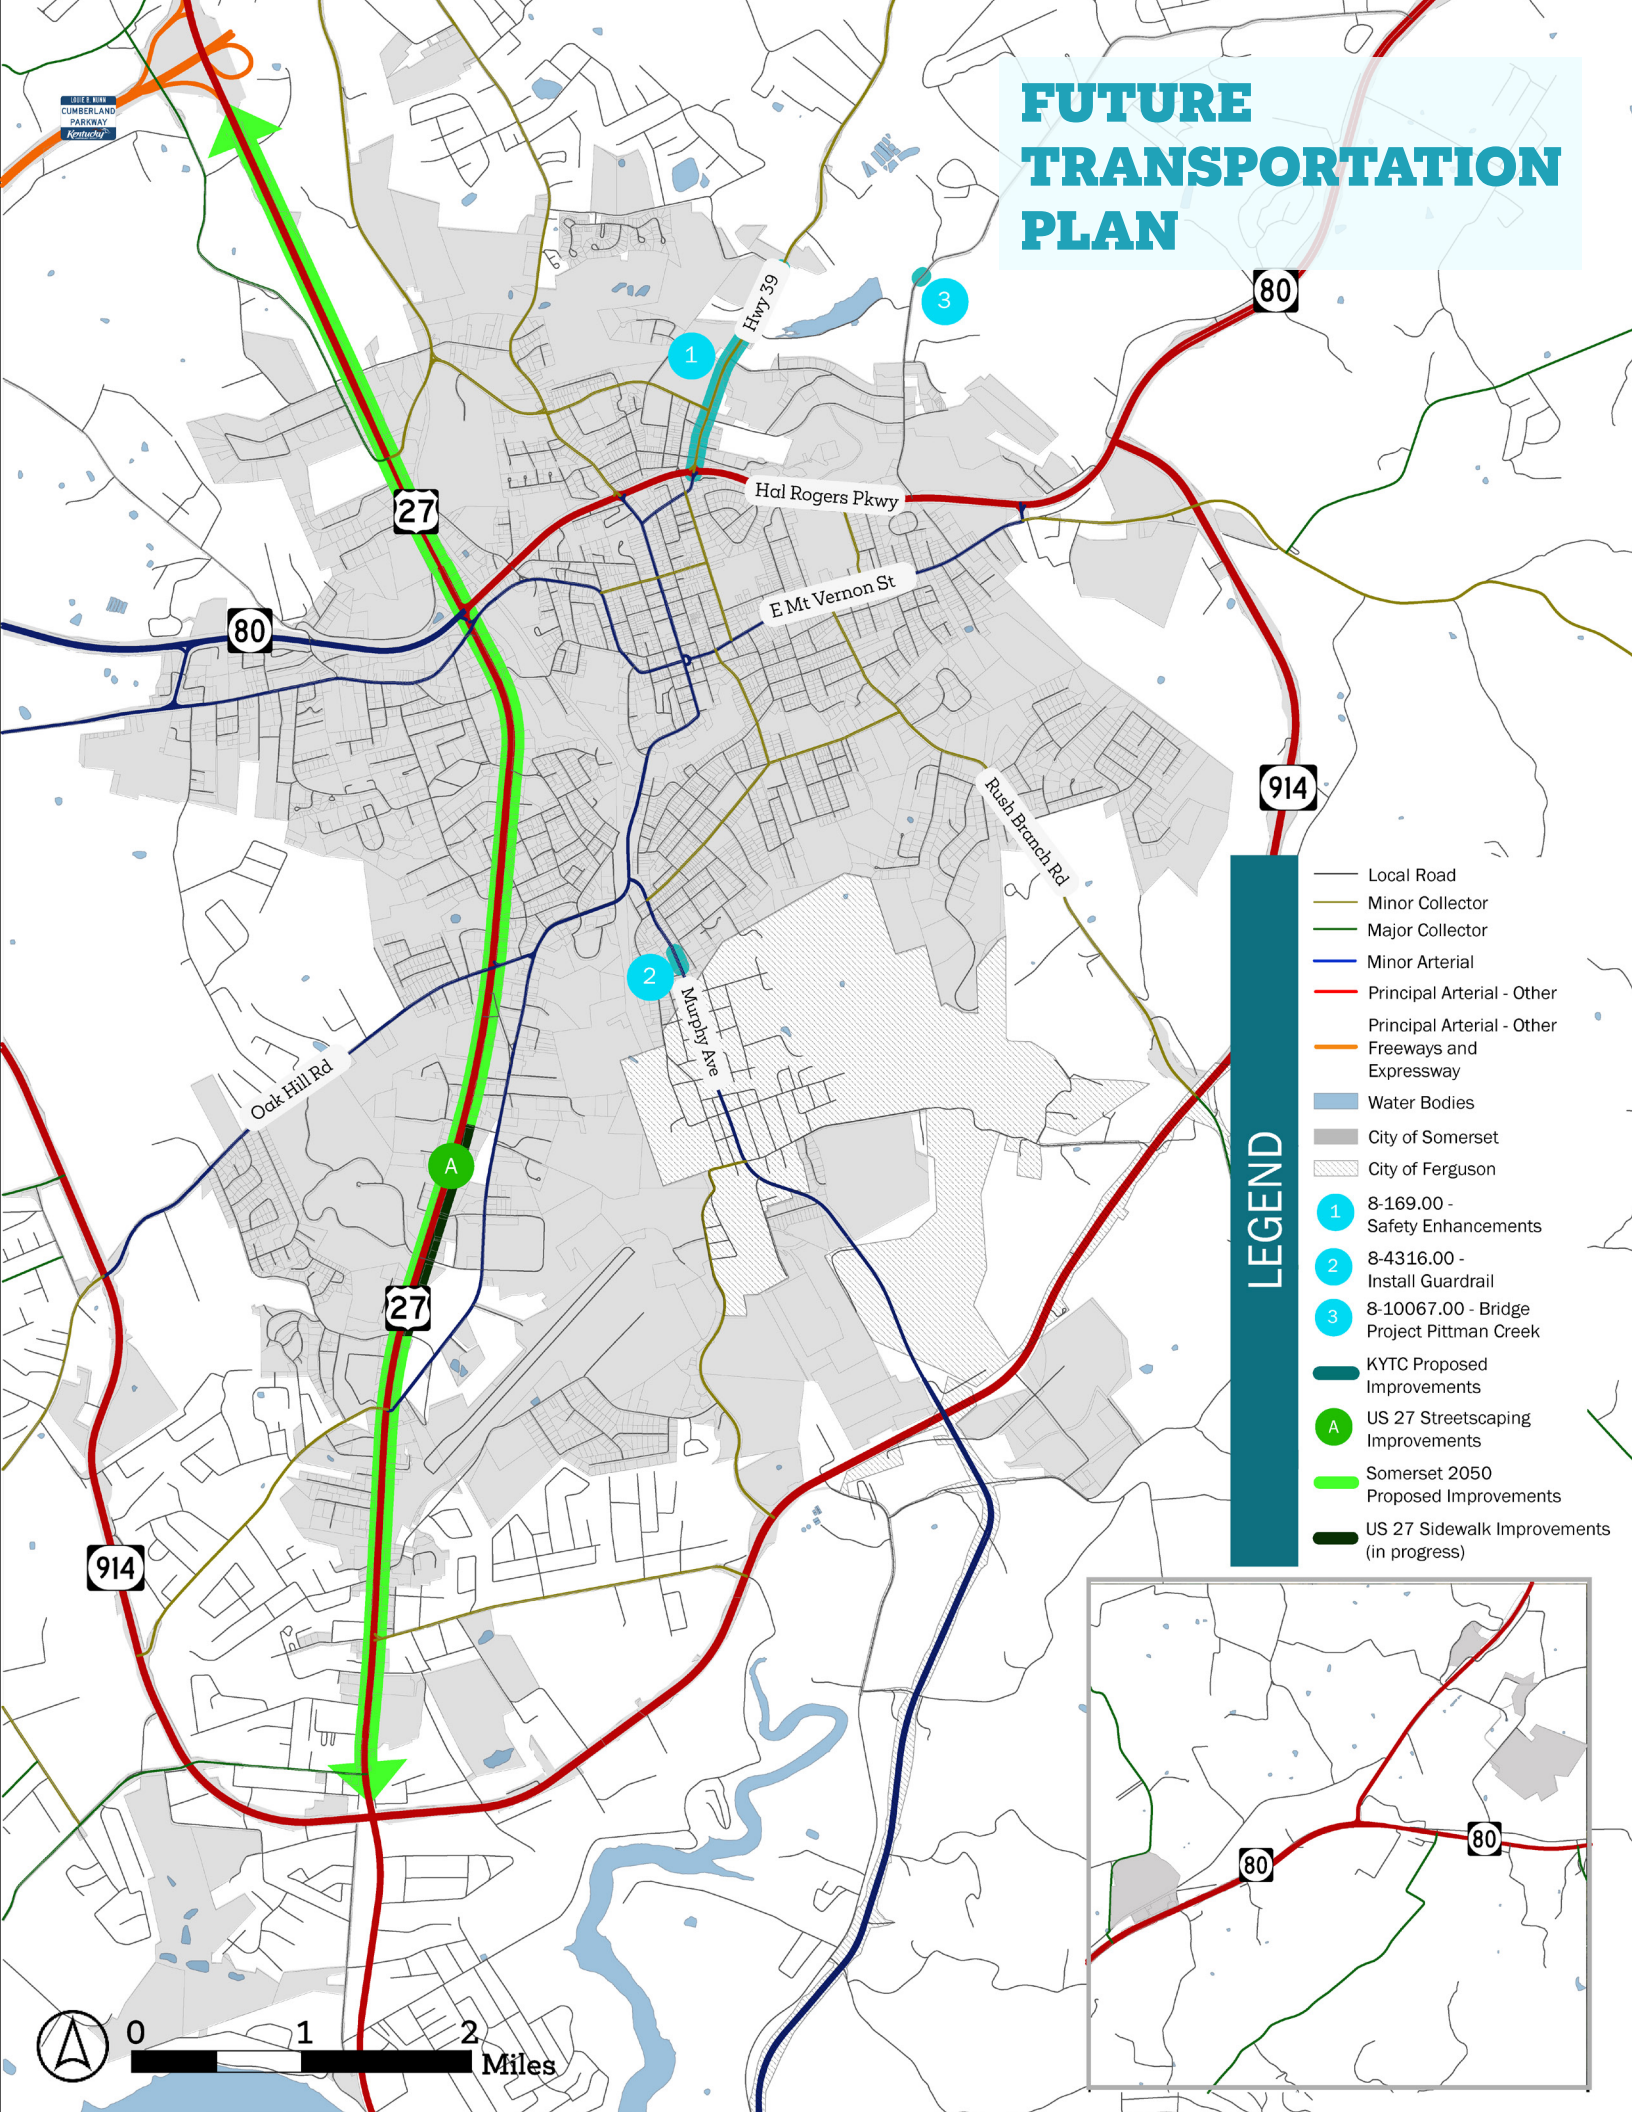 FUTURE
TRANSPORTATION
PLAN
LOUIE B. NUNN
CUMBERLAND
PARKWAY
Kentucky
Hwy 39
3
80
1
Hal Rogers Pkwy
27
E Mt Vernon St
80
Rush Branch Rd
914
2
Murphy Ave
Oak Hill Rd
A
27
914
LEGEND
Local Road
Minor Collector
Major Collector
Minor Arterial
Principal Arterial - Other
Principal Arterial - Other
Freeways and
Expressway
Water Bodies
City of Somerset
City of Ferguson
1
8-169.00 -
Safety Enhancements
2
8-4316.00 -
Install Guardrail
3
8-10067.00 - Bridge
Project Pittman Creek
KYTC Proposed
Improvements
A
US 27 Streetscaping
Improvements
Somerset 2050
Proposed Improvements
US 27 Sidewalk Improvements
(in progress)
80
80
0 1 2
Miles